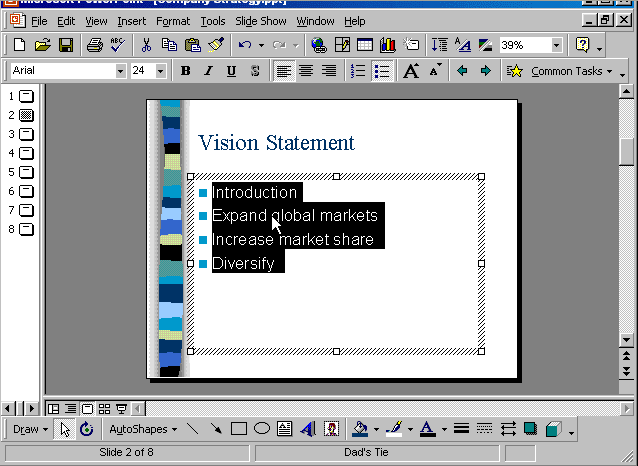 Microsoft PowerPoint - [Company Strategy.ppt]
File Edit View Insert Format Tools Slide Show Window Help
39%
Arial 24 B I U S A A Common Tasks
1
2
3
4
5
6
7
8
Vision Statement
Introduction
Expand global markets
Increase market share
Diversify
Draw AutoShapes A A
Slide 2 of 8 Dad's Tie